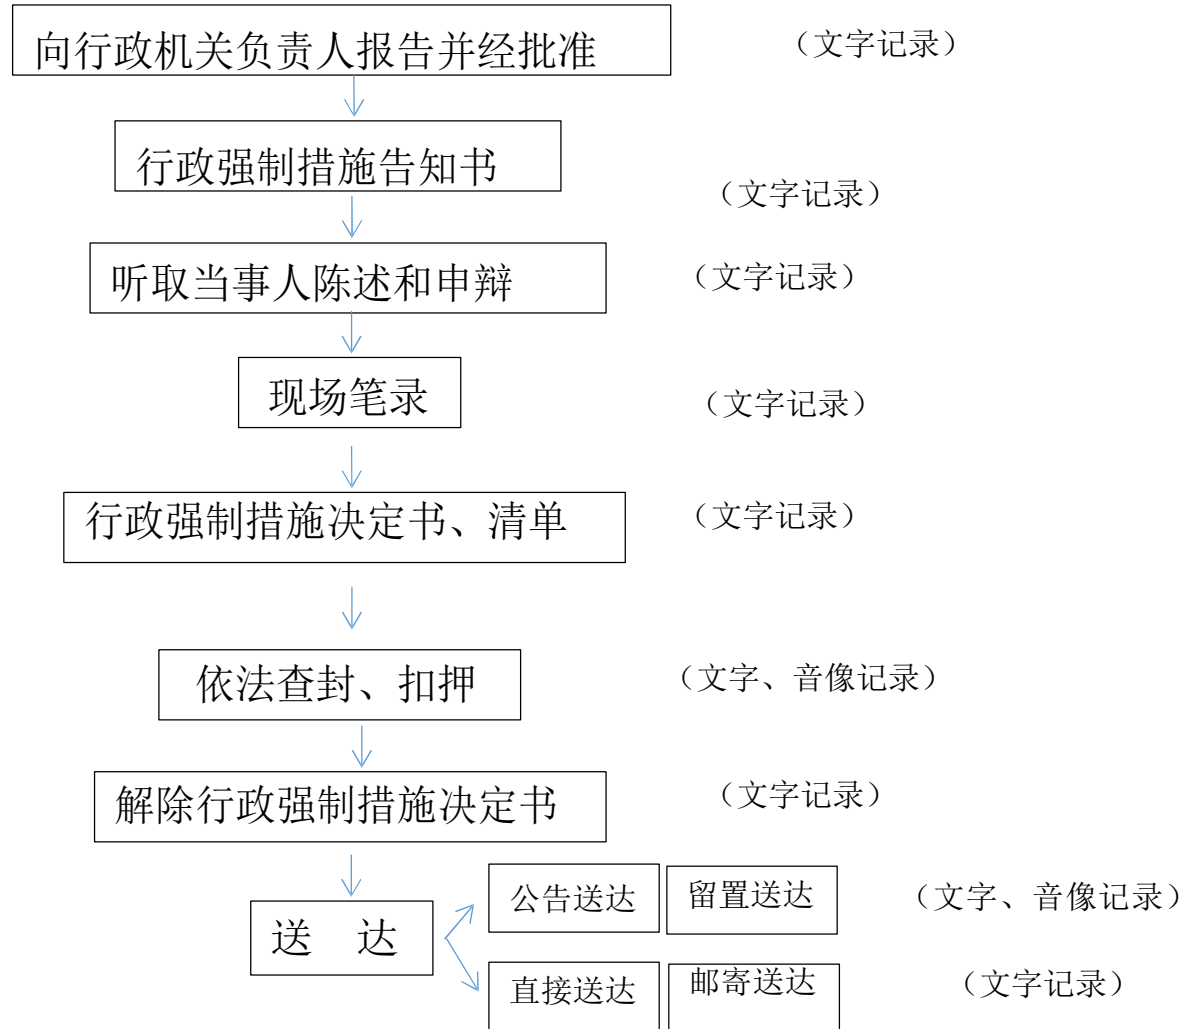 向行政机关负责人报告并经批准 （文字记录）
行政强制措施告知书
（文字记录）
听取当事人陈述和申辩 （文字记录）
现场笔录 （文字记录）
行政强制措施决定书、清单 （文字记录）
依法查封、扣押 （文字、音像记录）
解除行政强制措施决定书 （文字记录）
公告送达 留置送达 （文字、音像记录）
送 达
直接送达 邮寄送达 （文字记录）